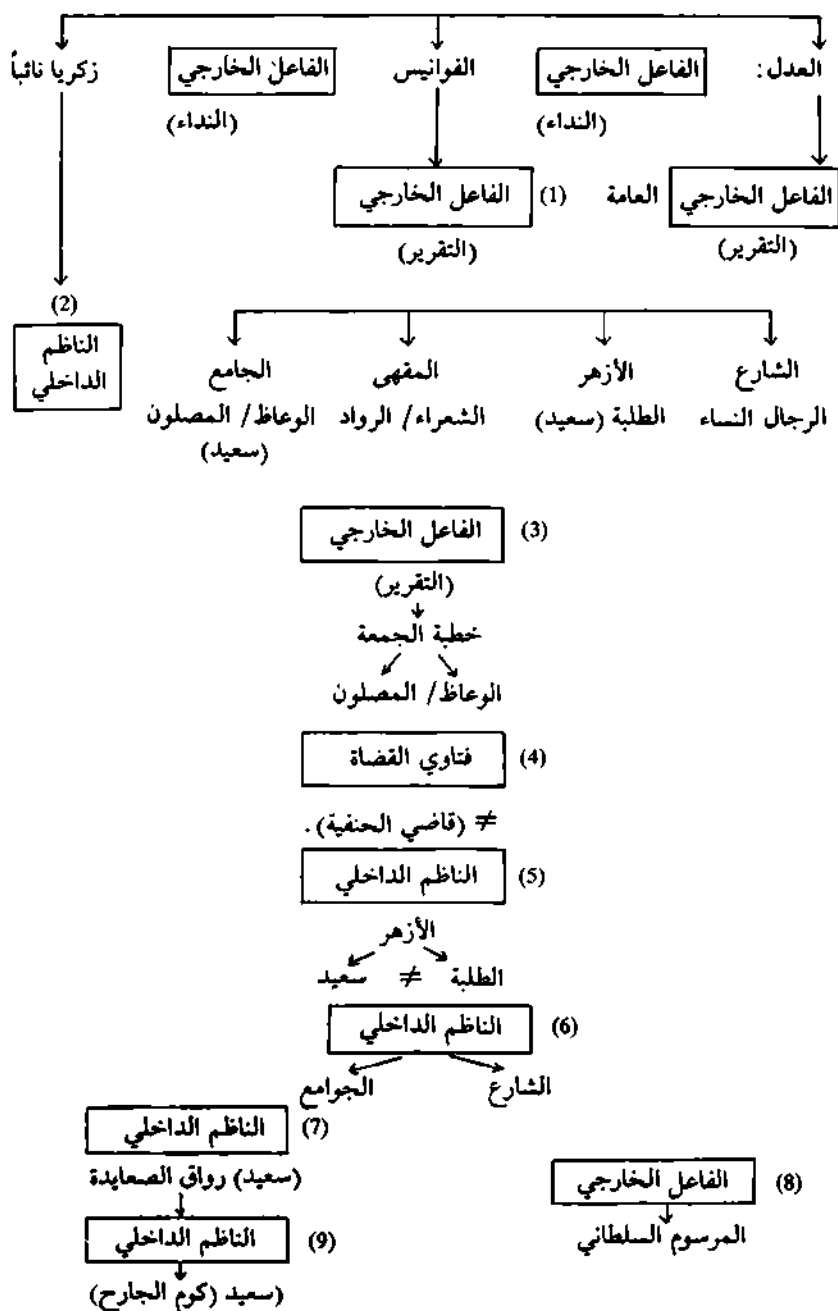 العدل: الفاعل الخارجي الفوانيس الفاعل الخارجي زكريا نائباً
(النداء) (النداء)
الفاعل الخارجي العامة (1) الفاعل الخارجي
(التقرير) (التقرير)
(2)
الناظم
الداخلي
الشارع الأزهر المقهى الجامع
الرجال النساء الطلبة (سعيد) الشعراء/ الرواد الوعاظ/ المصلون
(سعيد)
(3) الفاعل الخارجي
(التقرير)
خطبة الجمعة
الوعاظ/ المصلون
(4) فتاوي القضاة
≠ (قاضي الحنفية).
(5) الناظم الداخلي
الأزهر
الطلبة ≠ سعيد
(6) الناظم الداخلي
الشارع الجوامع
(7) الناظم الداخلي
(سعيد) رواق الصعايدة
(8) الفاعل الخارجي
المرسوم السلطاني
(9) الناظم الداخلي
سعيد (كوم الجارح)